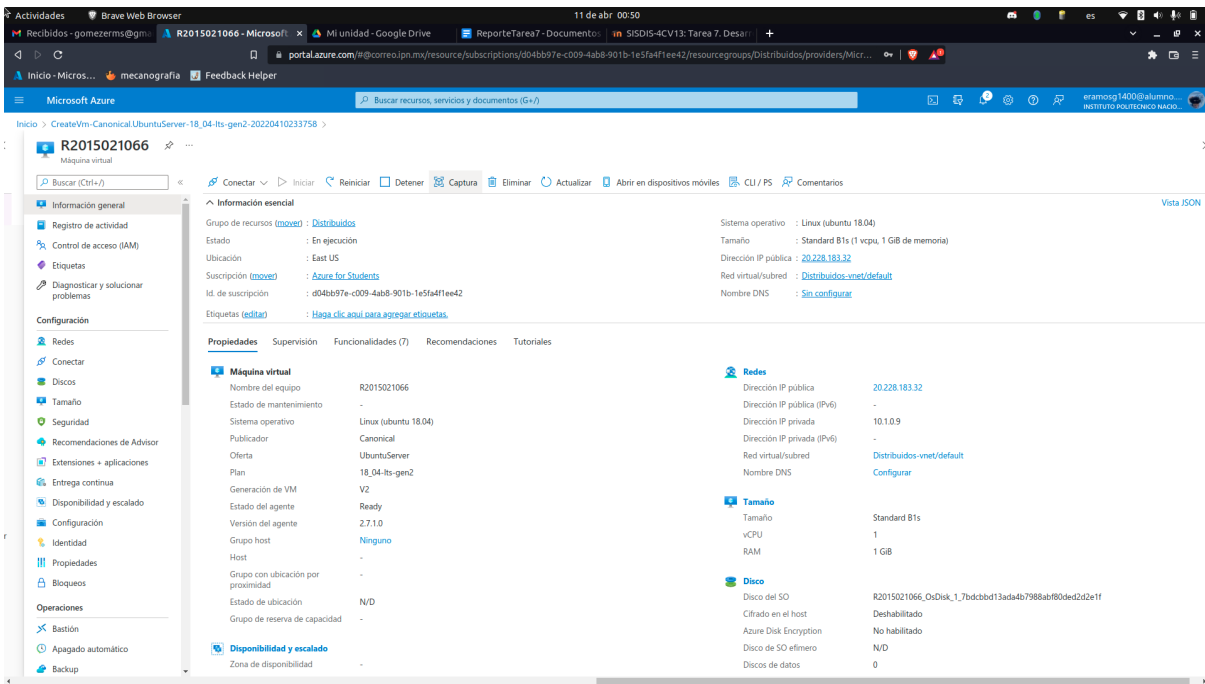 Actividades Brave Web Browser 11 de abr 00:50 es
Recibidos - gomezerms@gma R2015021066 - Microsoft Mi unidad - Google Drive ReporteTarea7 - Documentos SISDIS-4CV13: Tarea 7. Desarr
portal.azure.com/#@correo.ipn.mx/resource/subscriptions/d04bb97e-c009-4ab8-901b-1e5fa4f1ee42/resourcegroups/Distribuidos/providers/Micr...
Inicio - Micros... mecanografia Feedback Helper
Microsoft Azure Buscar recursos, servicios y documentos (G+/) 2 eramosg1400@alumno....
INSTITUTO POLITECNICO NACIO...
Inicio > CreateVm-Canonical.UbuntuServer-18_04-lts-gen2-20220410233758 >
R2015021066 ...
Máquina virtual
Buscar (Ctrl+/) « Conectar Iniciar Reiniciar Detener Captura Eliminar Actualizar Abrir en dispositivos móviles CLI / PS Comentarios
Información general
Registro de actividad
Control de acceso (IAM)
Etiquetas
Diagnosticar y solucionar
problemas
Configuración
Redes
Conectar
Discos
Tamaño
Seguridad
Recomendaciones de Advisor
Extensiones + aplicaciones
Entrega continua
Disponibilidad y escalado
Configuración
Identidad
Propiedades
Bloqueos
Operaciones
Bastión
Apagado automático
Backup
Información esencial Vista JSON
Grupo de recursos (mover) : Distribuidos
Estado : En ejecución
Ubicación : East US
Suscripción (mover) : Azure for Students
Id. de suscripción : d04bb97e-c009-4ab8-901b-1e5fa4f1ee42
Etiquetas (editar) : Haga clic aquí para agregar etiquetas.
Sistema operativo : Linux (ubuntu 18.04)
Tamaño : Standard B1s (1 vcpu, 1 GiB de memoria)
Dirección IP pública : 20.228.183.32
Red virtual/subred : Distribuidos-vnet/default
Nombre DNS : Sin configurar
Propiedades Supervisión Funcionalidades (7) Recomendaciones Tutoriales
Máquina virtual
Nombre del equipo R2015021066
Estado de mantenimiento -
Sistema operativo Linux (ubuntu 18.04)
Publicador Canonical
Oferta UbuntuServer
Plan 18_04-lts-gen2
Generación de VM V2
Estado del agente Ready
Versión del agente 2.7.1.0
Grupo host Ninguno
Host -
Grupo con ubicación por -
proximidad
Estado de ubicación N/D
Grupo de reserva de capacidad -
Disponibilidad y escalado
Zona de disponibilidad -
Redes
Dirección IP pública 20.228.183.32
Dirección IP pública (IPv6) -
Dirección IP privada 10.1.0.9
Dirección IP privada (IPv6) -
Red virtual/subred Distribuidos-vnet/default
Nombre DNS Configurar
Tamaño
Tamaño Standard B1s
vCPU 1
RAM 1 GiB
Disco
Disco del SO R2015021066_OsDisk_1_7bdcbbd13ada4b7988abf80ded2d2e1f
Cifrado en el host Deshabilitado
Azure Disk Encryption No habilitado
Disco de SO efímero N/D
Discos de datos 0